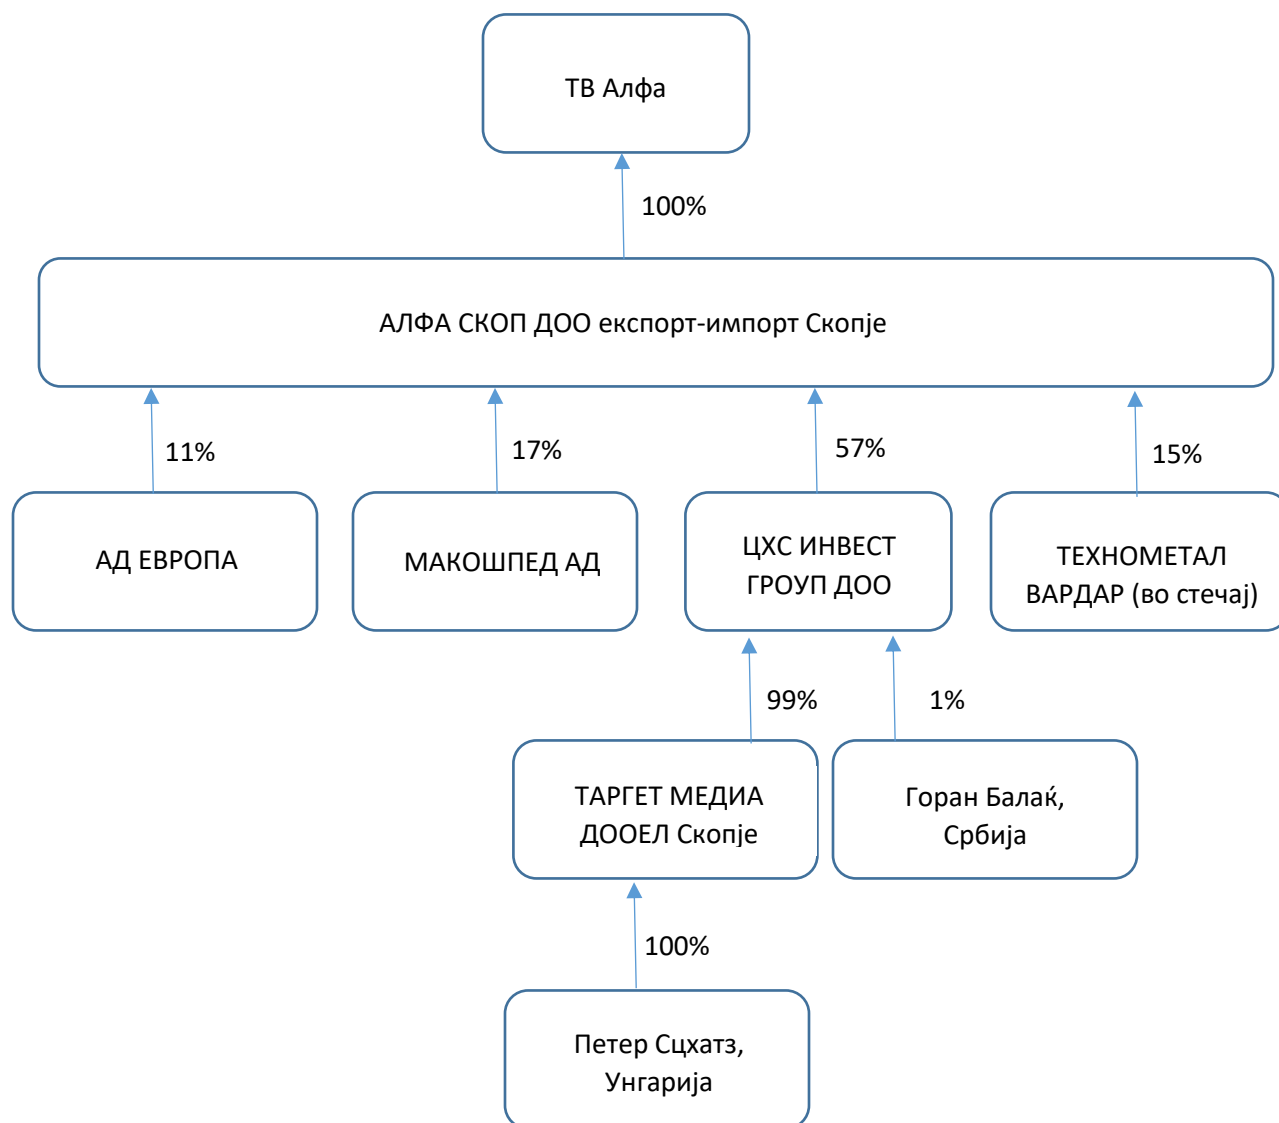 ТВ Алфа
100%
АЛФА СКОП ДОО експорт-импорт Скопје
11%
17%
57%
15%
АД ЕВРОПА
МАКОШПЕД АД
ЦХС ИНВЕСТ
ГРОУП ДОО
ТЕХНОМЕТАЛ
ВАРДАР (во стечај)
99%
1%
ТАРГЕТ МЕДИА
ДООЕЛ Скопје
Горан Балаќ,
Србија
100%
Петер Сцхатз,
Унгарија